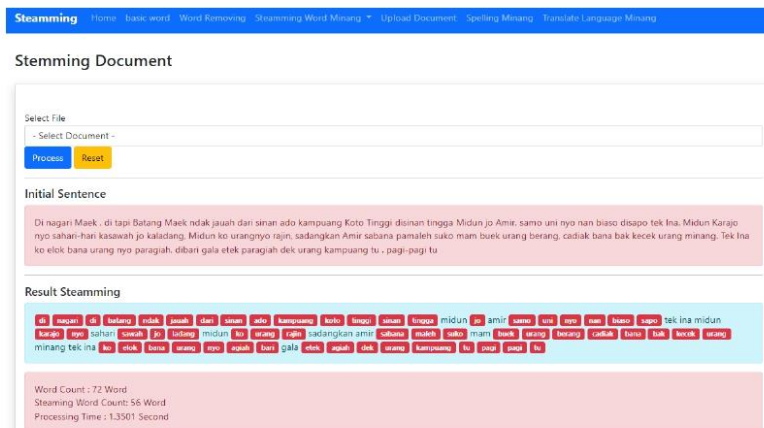 Steamming Home basic word Word Removing Steamming Word Minang Upload Document Spelling Minang Translate Language Minang
Stemming Document
Select File
- Select Document -
Process Reset
Initial Sentence
Di nagari Maek . di tapi Batang Maek ndak jauah dari sinan ado kampuang Koto Tinggi disinan tingga Midun jo Amir. samo uni nyo nan biaso disapo tek Ina. Midun Karajo
nyo sahari-hari kasawah jo kaladang, Midun ko urangnyo rajin, sadangkan Amir sabana pamaleh suko mam buek urang berang, cadiak bana bak kecek urang minang. Tek Ina
ko elok bana urang nyo paragiah. dibari gala etek paragiah dek urang kampuang tu . pagi-pagi tu
Result Steamming
di nagari di batang ndak jauah dari sinan ado kampuang koto tinggi sinan tingga midun jo amir samo uni nyo nan biaso sapo tek ina midun
karajo nyo sahari sawah jo ladang midun ko urang rajin sadangkan amir sabana maleh suko mam buek urang berang cadiak bana bak kecek urang
minang tek ina ko elok bana urang nyo agiah bari gala etek agiah dek urang kampuang tu pagi pagi tu
Word Count : 72 Word
Steaming Word Count: 56 Word
Processing Time : 1.3501 Second